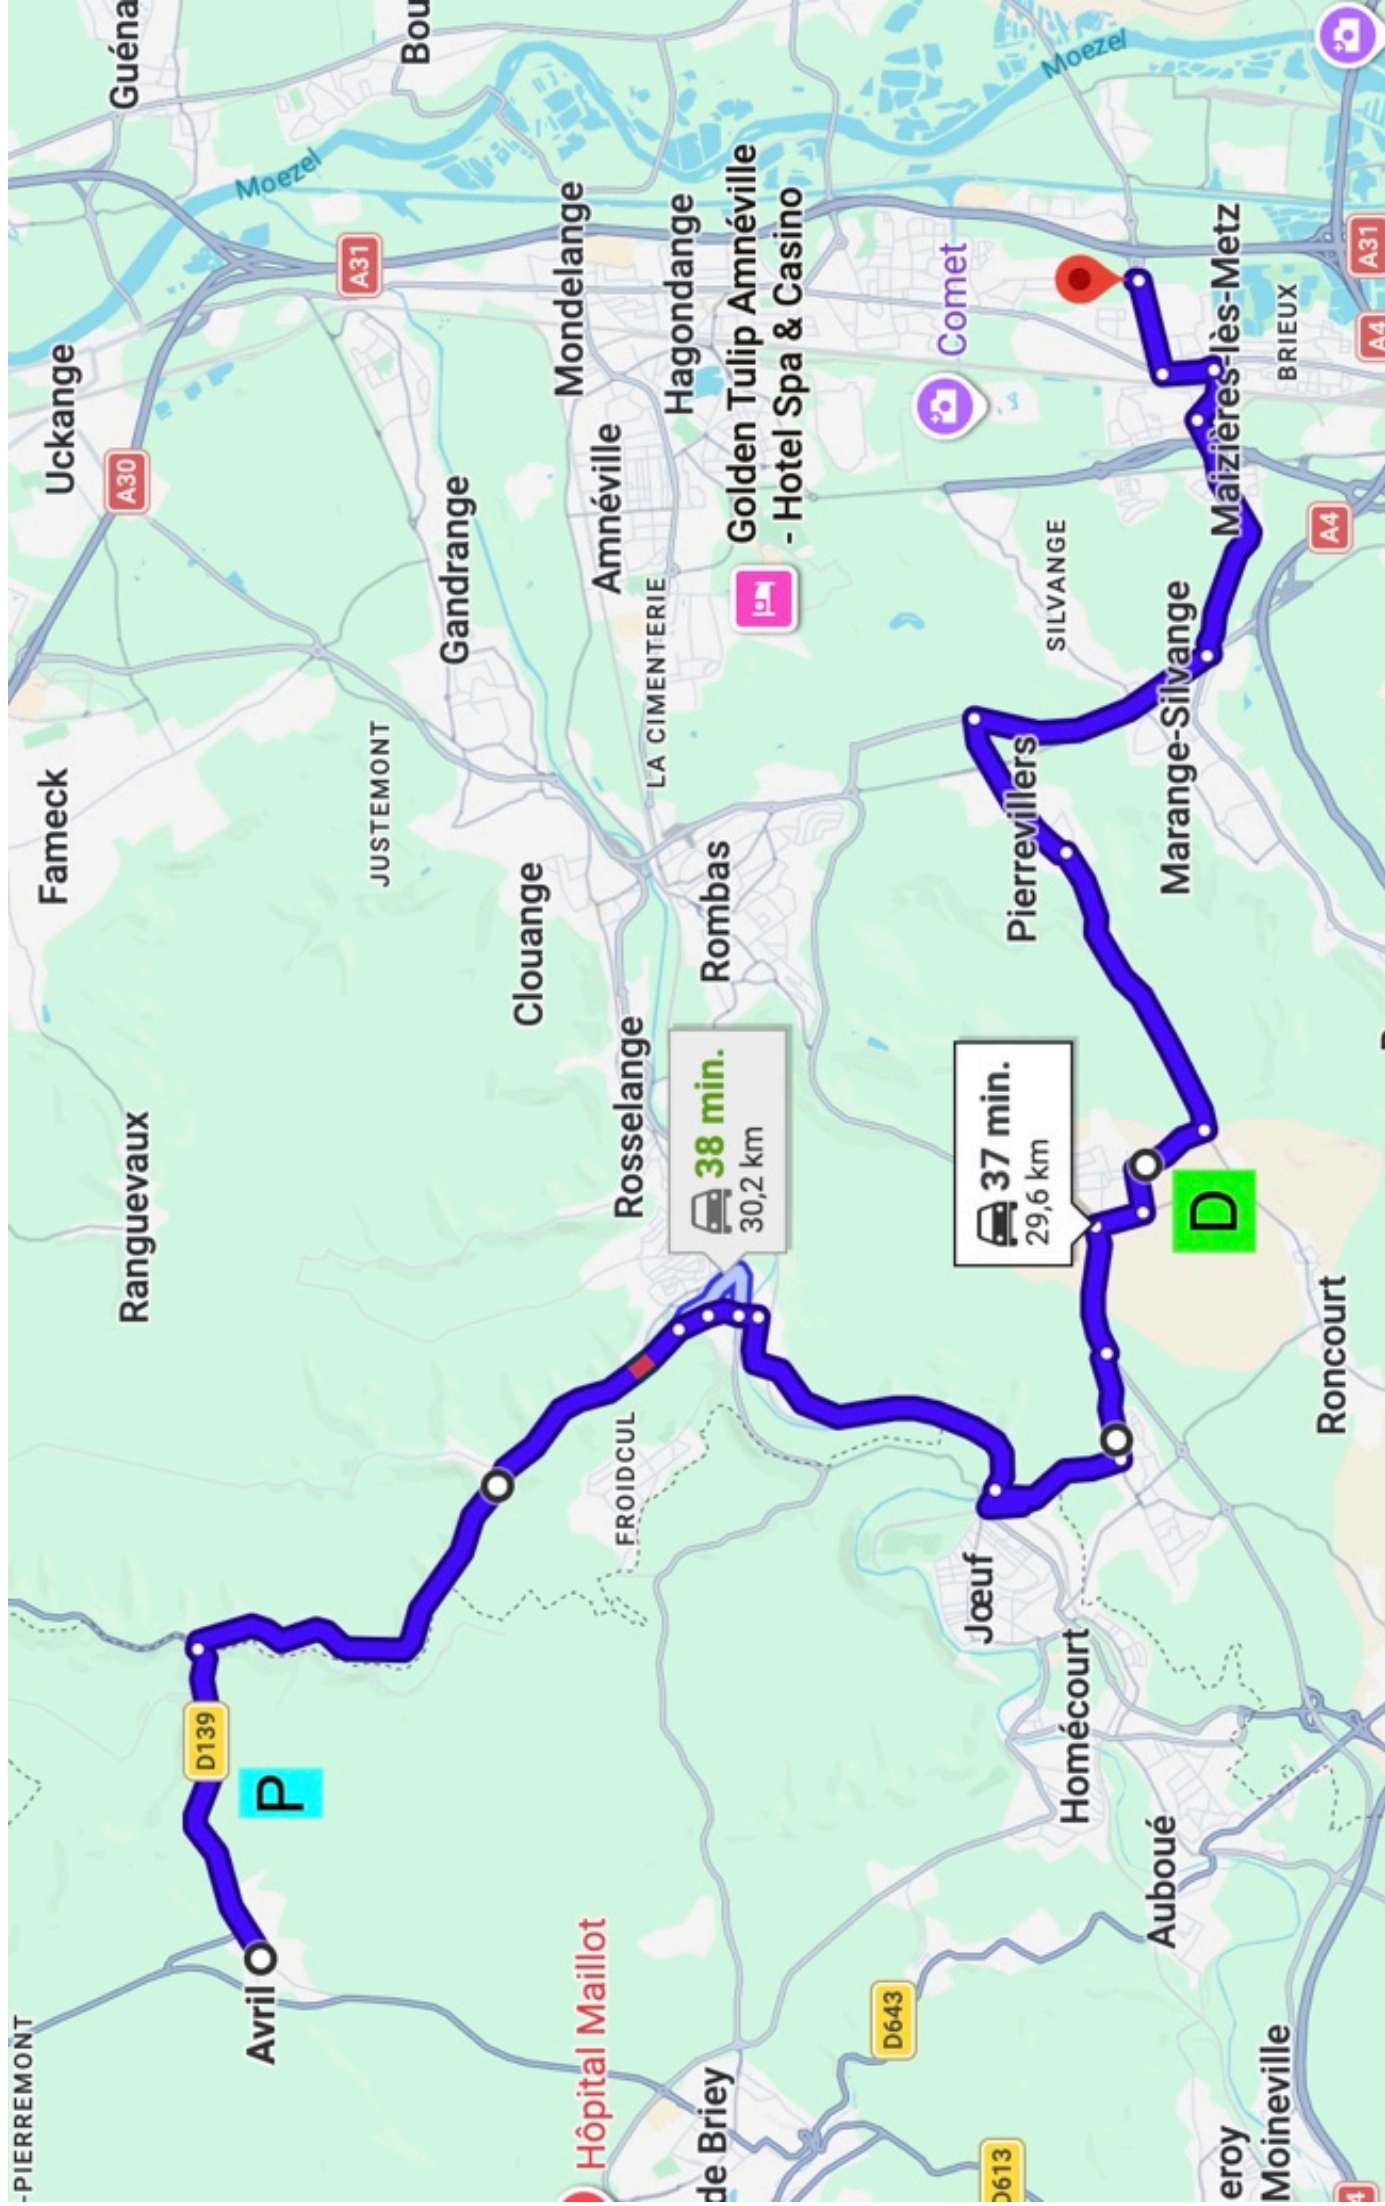 Guéna
Bou
Moezel
Moezel
Uckange
A31
A30
Mondelange
Hagondange
Golden Tulip Amnéville
- Hotel Spa & Casino
Comet
A31
A4
BRIEUX
Maizières-lès-Metz
Gandrange
Amnéville
LA CIMENTERIE
SILVANGE
A4
Fameck
JUSTEMONT
Clouange
Rombas
Pierrevillers
Marange-Silvange
Ranguevaux
Rosselange
38 min.
30,2 km
37 min.
29,6 km
D
Roncourt
FROIDCUL
Jœuf
Homécourt
Auboué
D139
P
Avril
-PIERREMONT
Hôpital Maillot
D643
de Briey
D613
eroy
Moineville
4